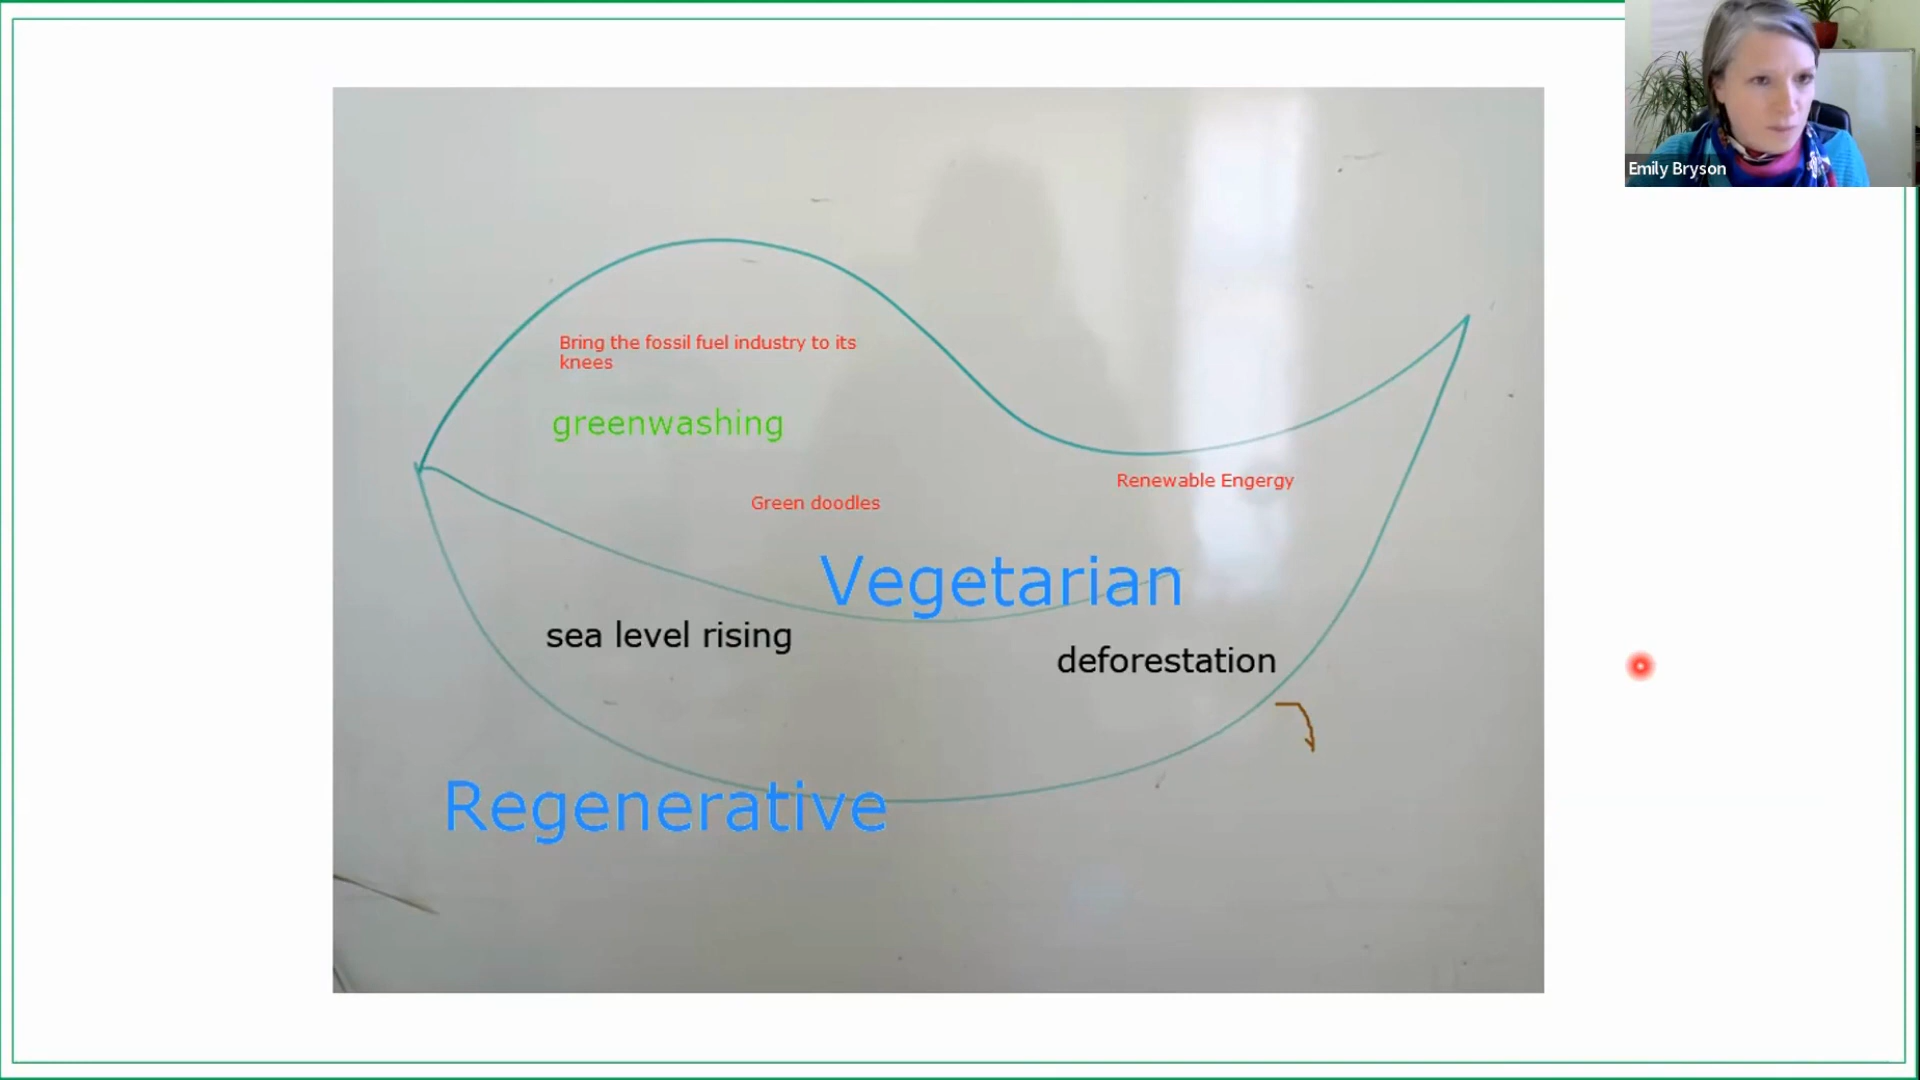 Emily Bryson
Bring the fossil fuel industry to its
knees
greenwashing
Renewable Engergy
Green doodles
Vegetarian
sea level rising
deforestation
Regenerative